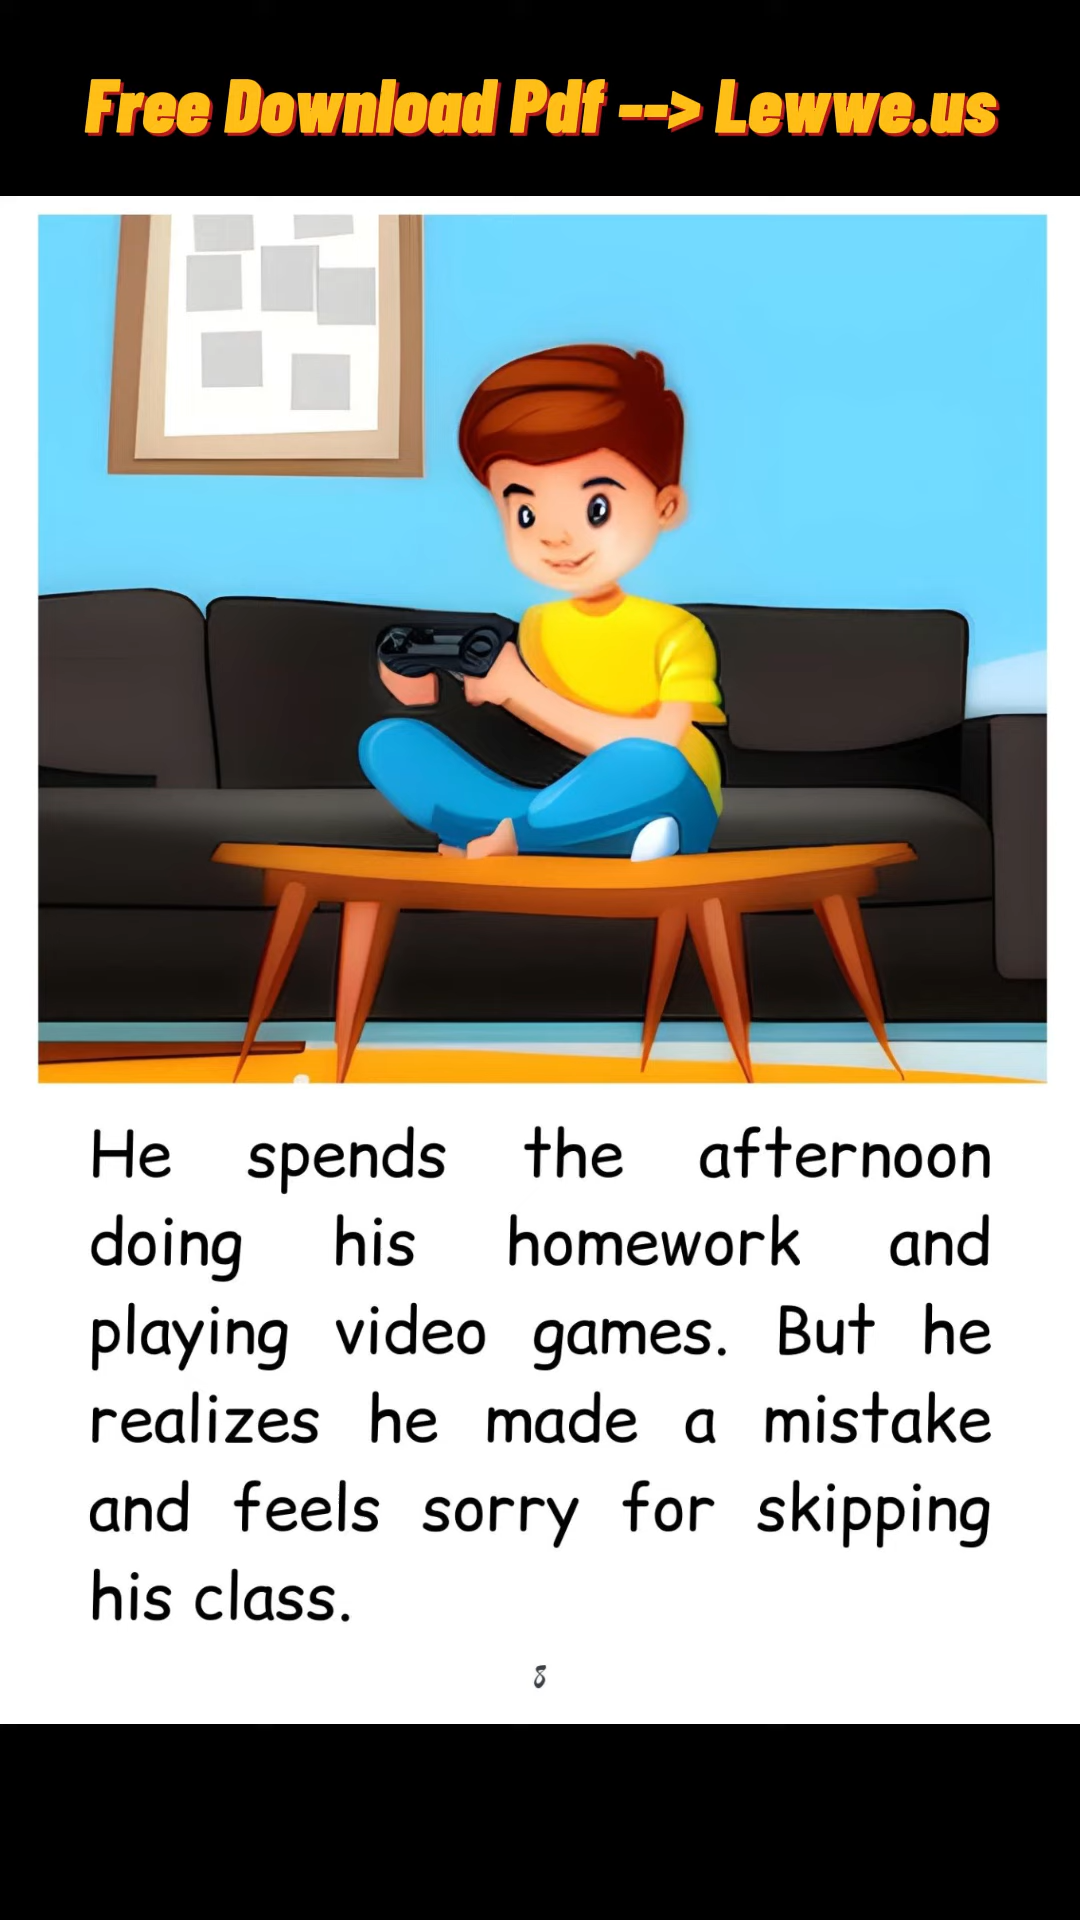 Free Download Pdf --> Lewwe.us
He spends the afternoon
doing his homework and
playing video games. But he
realizes he made a mistake
and feels sorry for skipping
his class.
8